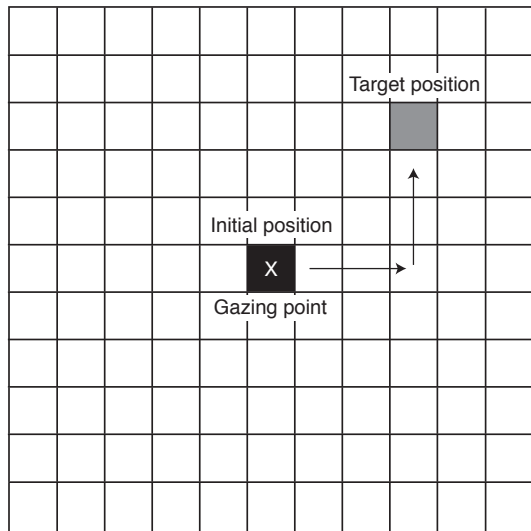 Target position
Initial position
X
Gazing point